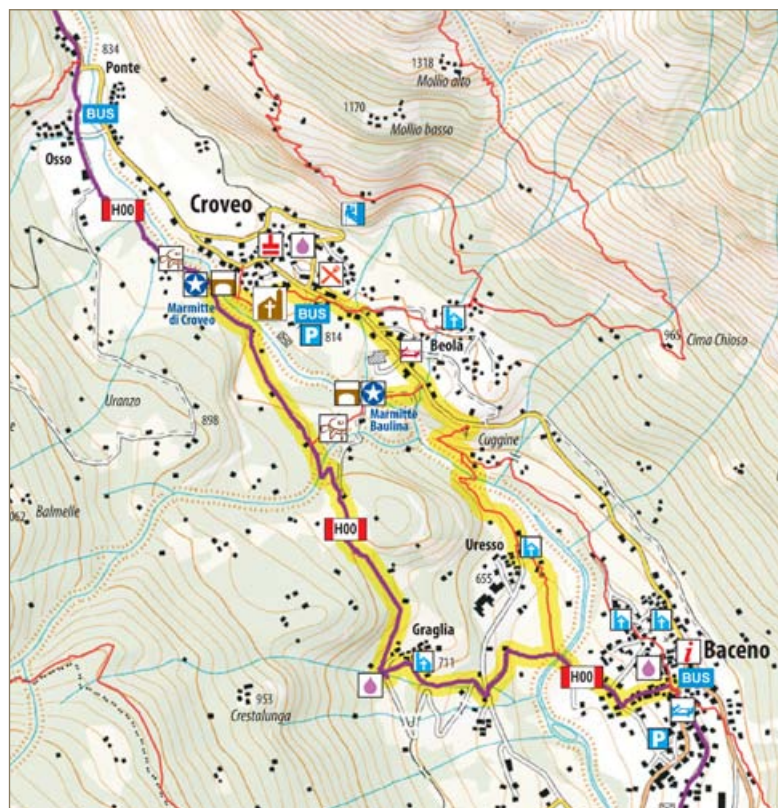 834
Ponte
BUS
Osso
H00
1318
Mollio alto
1170
Mollio basso
Croveo
Marmitte
di Croveo
BUS
P
814
Beola
965
Cima Chioso
Uranzo
898
Marmitte
Baulina
Cuggine
062
Balmelle
H00
Uresso
655
Graglia
711
i
Baceno
BUS
H00
P
953
Crestalunga